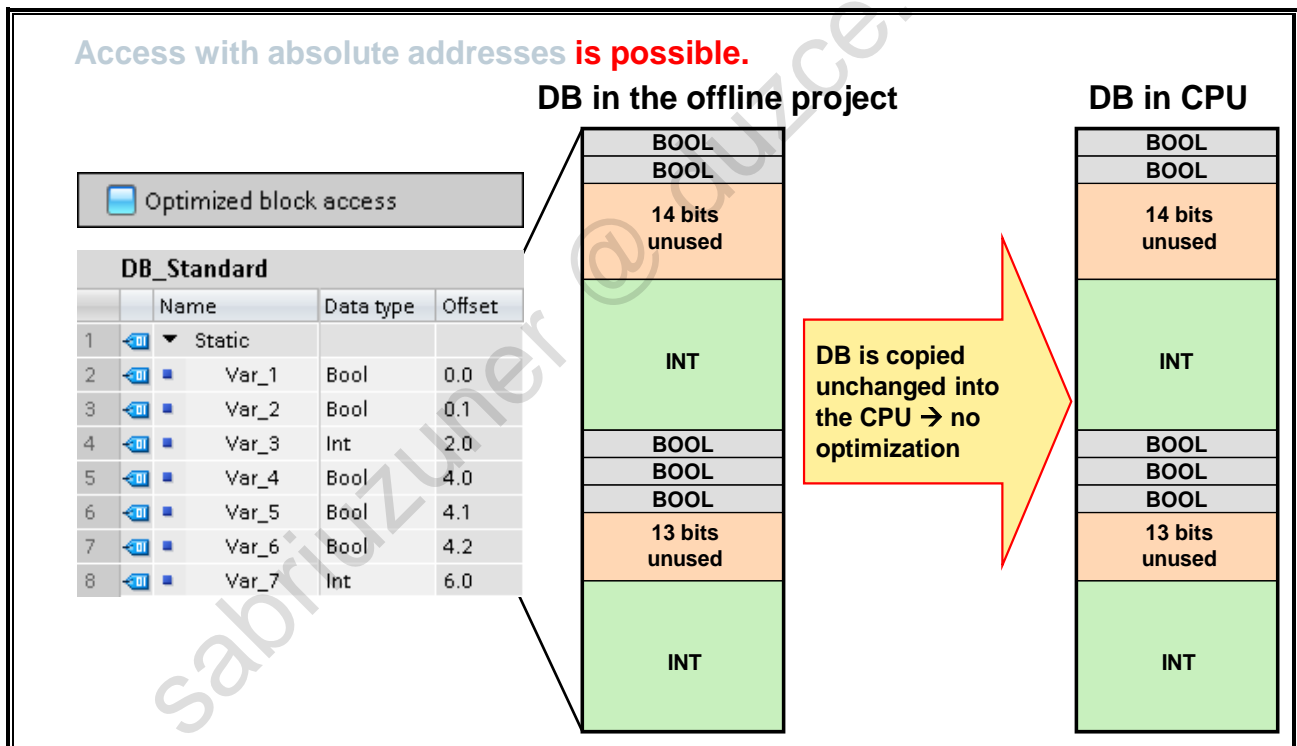 Access with absolute addresses is possible.
DB in the offline project
DB in CPU
Optimized block access
DB_Standard
Name Data type Offset
1 Static
2 Var_1 Bool 0.0
3 Var_2 Bool 0.1
4 Var_3 Int 2.0
5 Var_4 Bool 4.0
6 Var_5 Bool 4.1
7 Var_6 Bool 4.2
8 Var_7 Int 6.0
BOOL
BOOL
14 bits
unused
INT
BOOL
BOOL
BOOL
13 bits
unused
INT
DB is copied
unchanged into
the CPU → no
optimization
BOOL
BOOL
14 bits
unused
INT
BOOL
BOOL
BOOL
13 bits
unused
INT
sabriuzuner @ duzce.